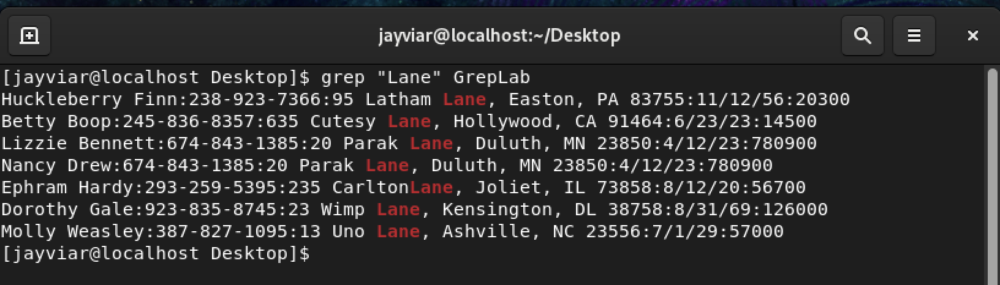 jayviar@localhost:~/Desktop
[jayviar@localhost Desktop]$ grep "Lane" GrepLab
Huckleberry Finn:238-923-7366:95 Latham Lane, Easton, PA 83755:11/12/56:20300
Betty Boop:245-836-8357:635 Cutesy Lane, Hollywood, CA 91464:6/23/23:14500
Lizzie Bennett:674-843-1385:20 Parak Lane, Duluth, MN 23850:4/12/23:780900
Nancy Drew:674-843-1385:20 Parak Lane, Duluth, MN 23850:4/12/23:780900
Ephram Hardy:293-259-5395:235 CarltonLane, Joliet, IL 73858:8/12/20:56700
Dorothy Gale:923-835-8745:23 Wimp Lane, Kensington, DL 38758:8/31/69:126000
Molly Weasley:387-827-1095:13 Uno Lane, Ashville, NC 23556:7/1/29:57000
[jayviar@localhost Desktop]$